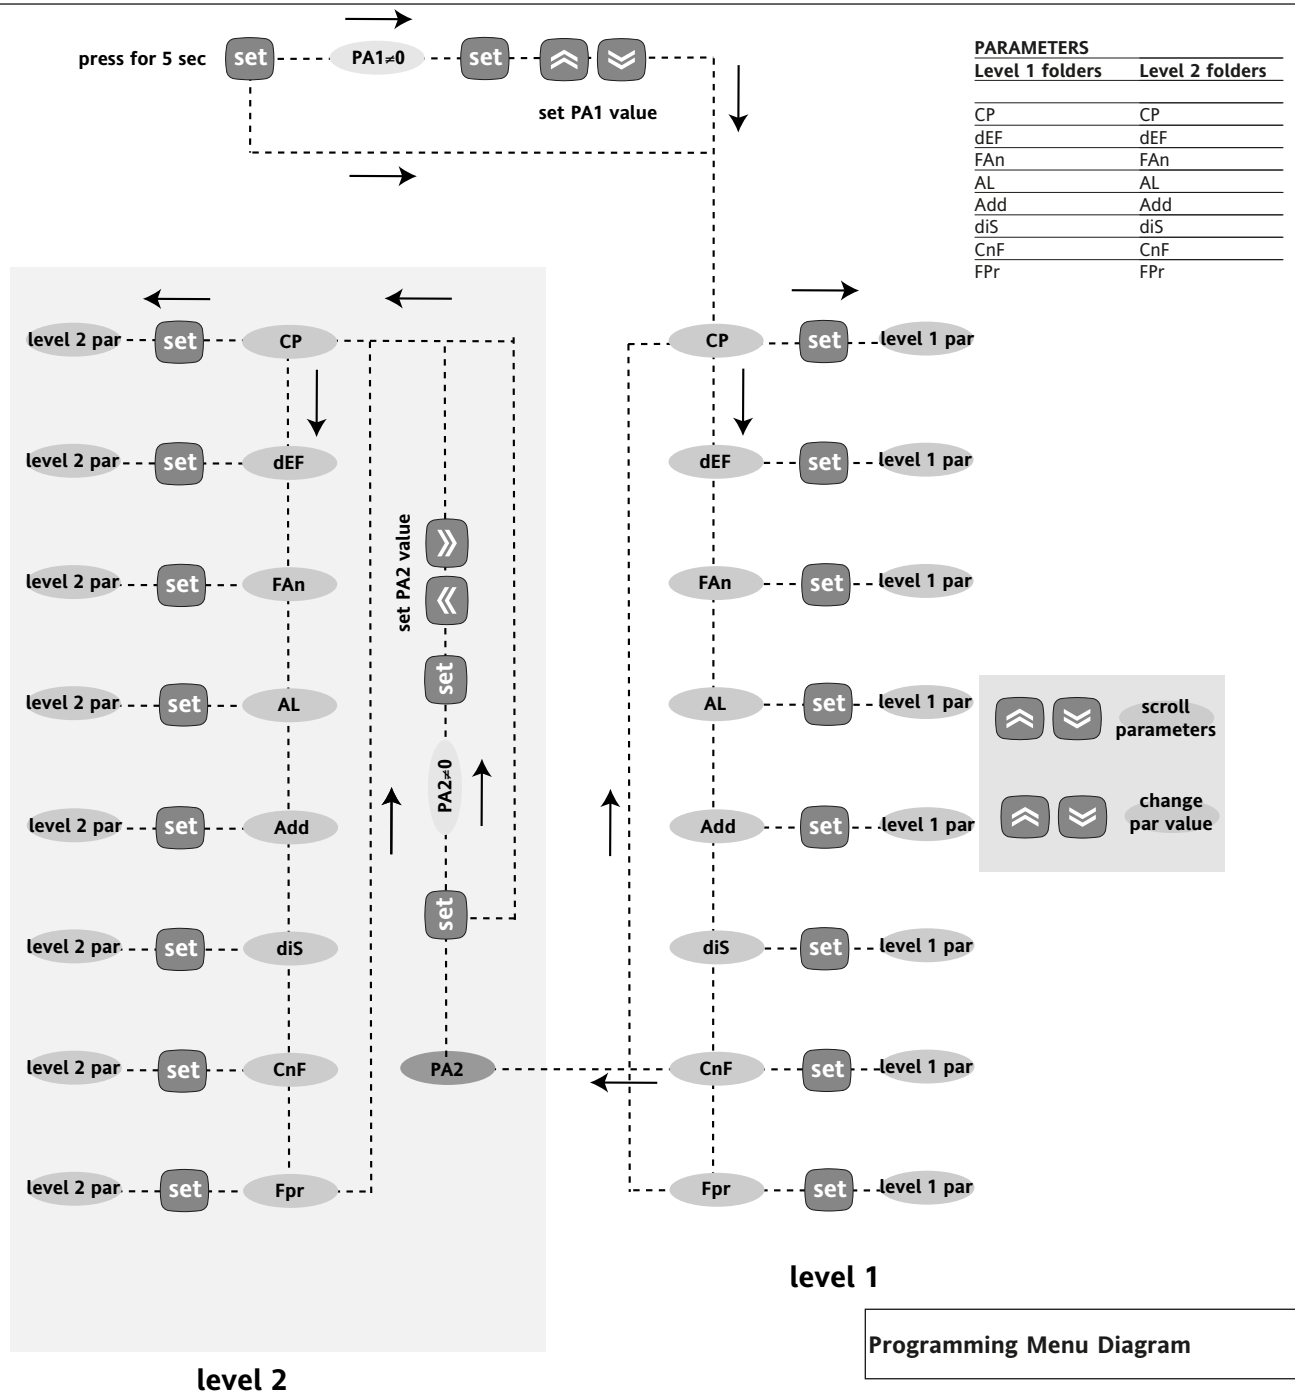 press for 5 sec set PA1≠0 set
set PA1 value
PARAMETERS
Level 1 folders Level 2 folders
CP CP
dEF dEF
FAn FAn
AL AL
Add Add
diS diS
CnF CnF
FPr FPr
level 2 par set CP
level 2 par set dEF
level 2 par set FAn
level 2 par set AL
level 2 par set Add
level 2 par set diS
level 2 par set CnF
level 2 par set Fpr
set PA2 value
set
PA2≠0
set
PA2
CP set level 1 par
dEF set level 1 par
FAn set level 1 par
AL set level 1 par
Add set level 1 par
diS set level 1 par
CnF set level 1 par
Fpr set level 1 par
scroll
parameters
change
par value
level 1
Programming Menu Diagram
level 2